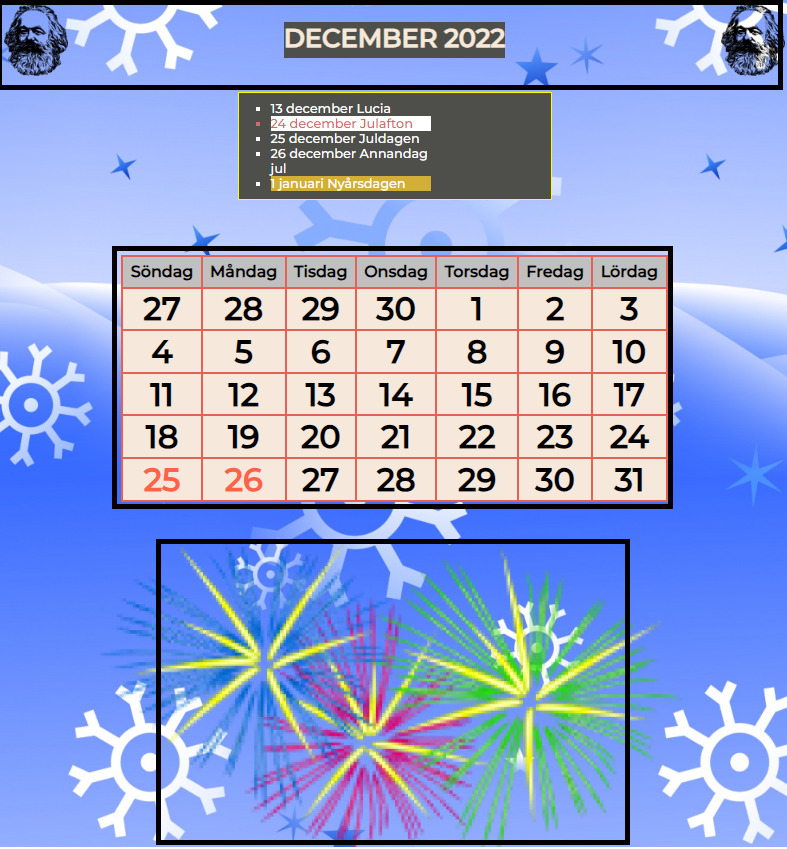 DECEMBER 2022
13 december Lucia
24 december Julafton
25 december Juldagen
26 december Annandag
jul
1 januari Nyårsdagen
Söndag Måndag Tisdag Onsdag Torsdag Fredag Lördag
27 28 29 30 1 2 3
4 5 6 7 8 9 10
11 12 13 14 15 16 17
18 19 20 21 22 23 24
25 26 27 28 29 30 31